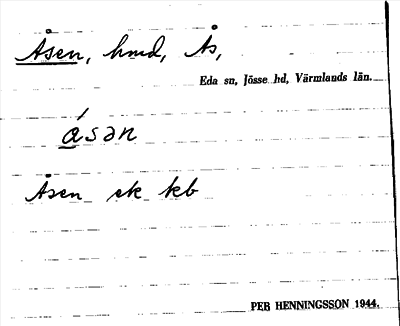 Åsen, hmd, Ås,
Eda sn, Jösse hd, Värmlands län.
ásən
Åsen ek kb
PER HENNINGSSON 1944.